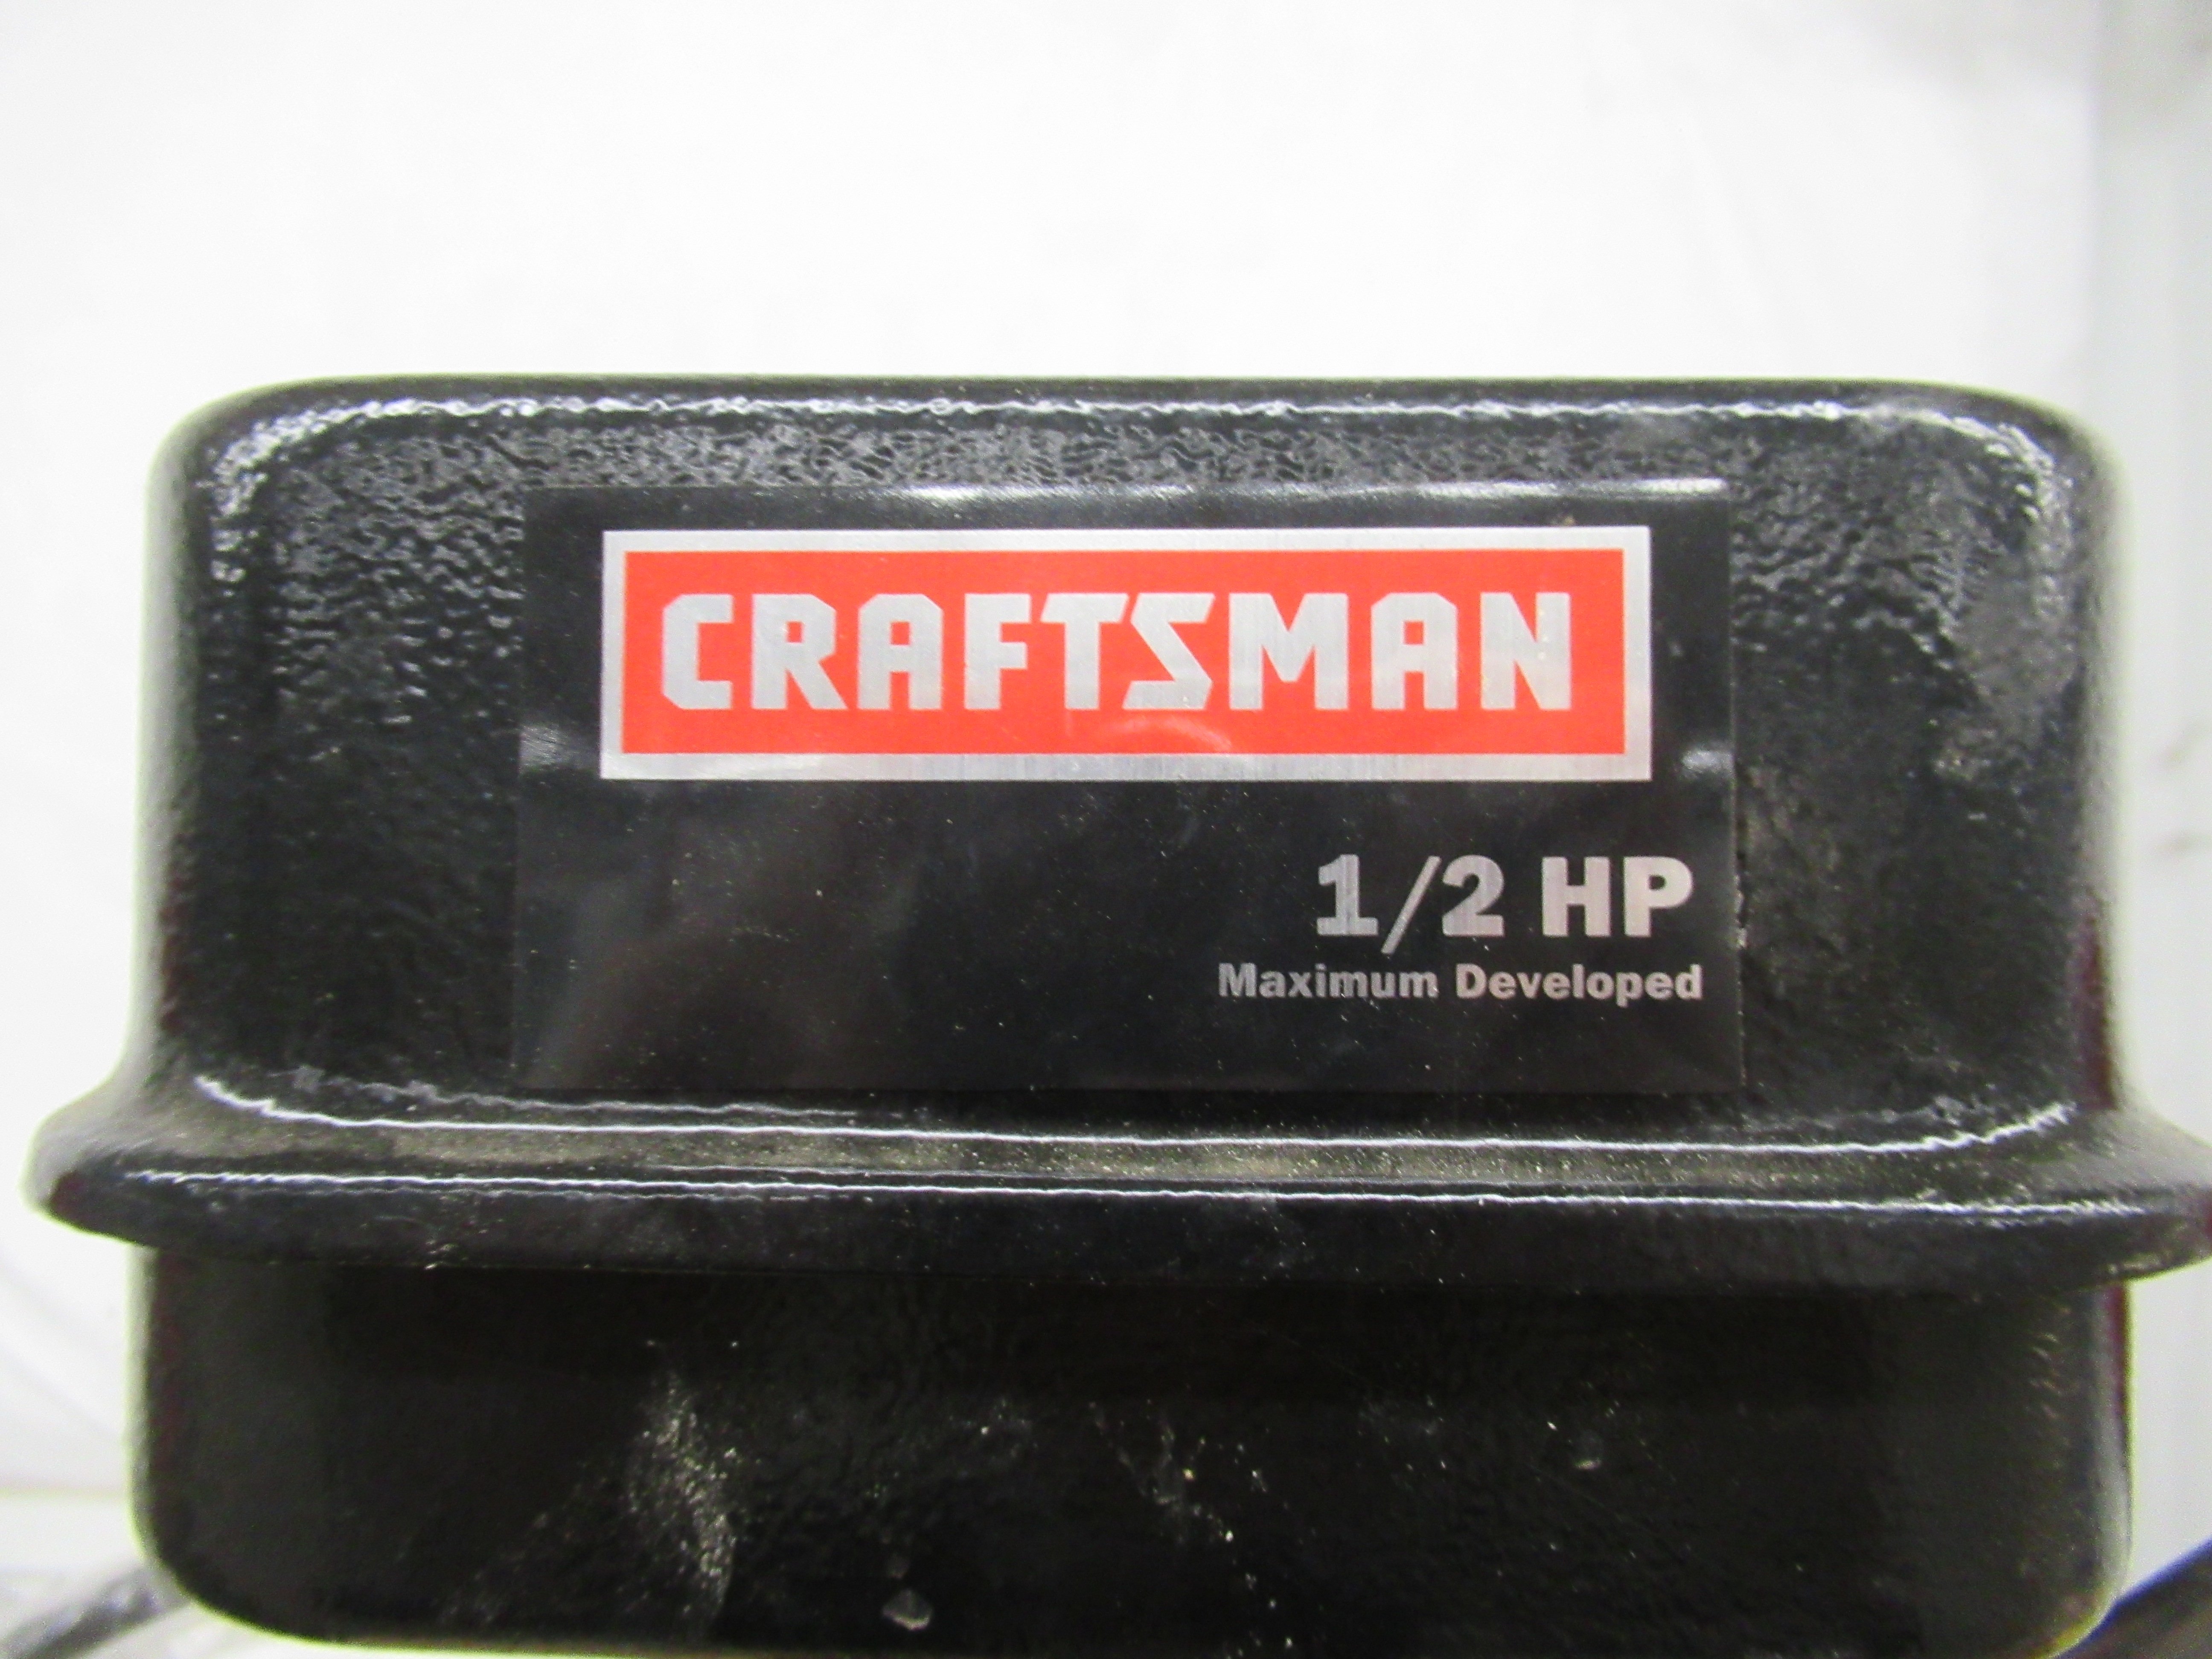 CRAFTSMAN
1/2 HP
Maximum Developed